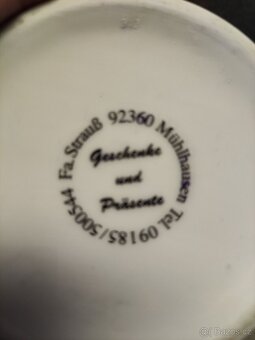 Fa. Strauß 92360 Mühlhausen Tel. 09185/500544
Geschenke
und
Präsente